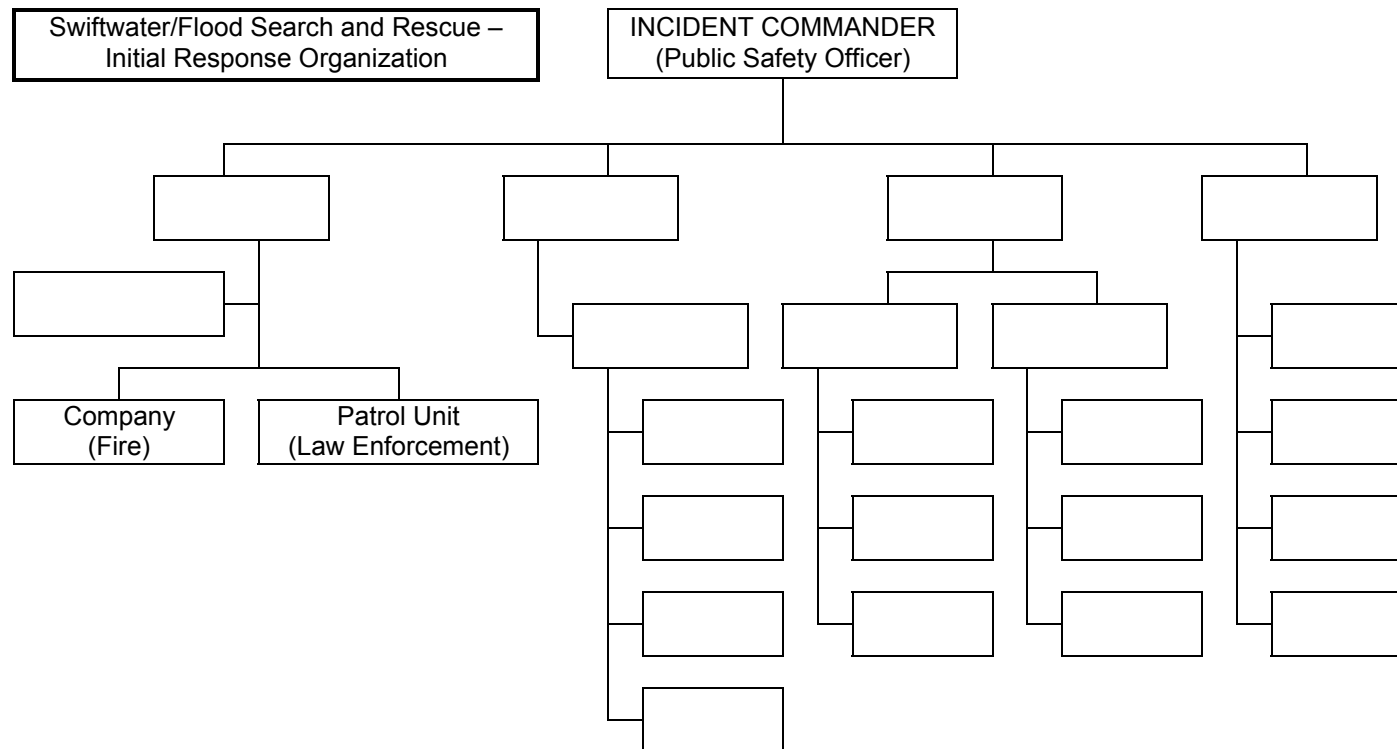 Swiftwater/Flood Search and Rescue –
Initial Response Organization
INCIDENT COMMANDER
(Public Safety Officer)
Company
(Fire)
Patrol Unit
(Law Enforcement)